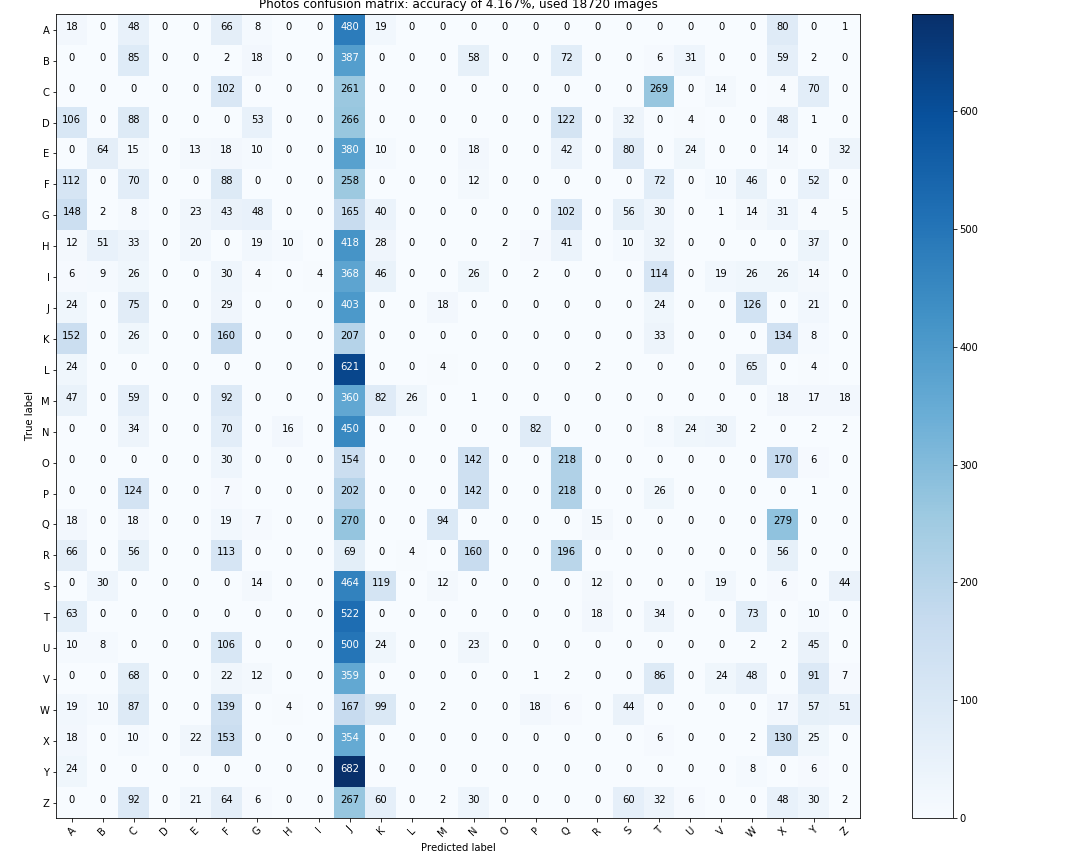 Photos confusion matrix: accuracy of 4.167%, used 18720 images
A 18 0 48 0 0 66 8 0 0 480 19 0 0 0 0 0 0 0 0 0 0 0 0 80 0 1
B 0 0 85 0 0 2 18 0 0 387 0 0 0 58 0 0 72 0 0 6 31 0 0 59 2 0
C 0 0 0 0 0 102 0 0 0 261 0 0 0 0 0 0 0 0 0 269 0 14 0 4 70 0
D 106 0 88 0 0 0 53 0 0 266 0 0 0 0 0 0 122 0 32 0 4 0 0 48 1 0
E 0 64 15 0 13 18 10 0 0 380 10 0 0 18 0 0 42 0 80 0 24 0 0 14 0 32
F 112 0 70 0 0 88 0 0 0 258 0 0 0 12 0 0 0 0 0 72 0 10 46 0 52 0
G 148 2 8 0 23 43 48 0 0 165 40 0 0 0 0 0 102 0 56 30 0 1 14 31 4 5
H 12 51 33 0 20 0 19 10 0 418 28 0 0 0 2 7 41 0 10 32 0 0 0 0 37 0
I 6 9 26 0 0 30 4 0 4 368 46 0 0 26 0 2 0 0 0 114 0 19 26 26 14 0
J 24 0 75 0 0 29 0 0 0 403 0 0 18 0 0 0 0 0 0 24 0 0 126 0 21 0
K 152 0 26 0 0 160 0 0 0 207 0 0 0 0 0 0 0 0 0 33 0 0 0 134 8 0
L 24 0 0 0 0 0 0 0 0 621 0 0 4 0 0 0 0 2 0 0 0 0 65 0 4 0
M 47 0 59 0 0 92 0 0 0 360 82 26 0 1 0 0 0 0 0 0 0 0 0 18 17 18
N 0 0 34 0 0 70 0 16 0 450 0 0 0 0 0 82 0 0 0 8 24 30 2 0 2 2
O 0 0 0 0 0 30 0 0 0 154 0 0 0 142 0 0 218 0 0 0 0 0 0 170 6 0
P 0 0 124 0 0 7 0 0 0 202 0 0 0 142 0 0 218 0 0 26 0 0 0 0 1 0
Q 18 0 18 0 0 19 7 0 0 270 0 0 94 0 0 0 0 15 0 0 0 0 0 279 0 0
R 66 0 56 0 0 113 0 0 0 69 0 4 0 160 0 0 196 0 0 0 0 0 0 56 0 0
S 0 30 0 0 0 0 14 0 0 464 119 0 12 0 0 0 0 12 0 0 0 19 0 6 0 44
T 63 0 0 0 0 0 0 0 0 522 0 0 0 0 0 0 0 18 0 34 0 0 73 0 10 0
U 10 8 0 0 0 106 0 0 0 500 24 0 0 23 0 0 0 0 0 0 0 0 2 2 45 0
V 0 0 68 0 0 22 12 0 0 359 0 0 0 0 0 1 2 0 0 86 0 24 48 0 91 7
W 19 10 87 0 0 139 0 4 0 167 99 0 2 0 0 18 6 0 44 0 0 0 0 17 57 51
X 18 0 10 0 22 153 0 0 0 354 0 0 0 0 0 0 0 0 0 6 0 0 2 130 25 0
Y 24 0 0 0 0 0 0 0 0 682 0 0 0 0 0 0 0 0 0 0 0 0 8 0 6 0
Z 0 0 92 0 21 64 6 0 0 267 60 0 2 30 0 0 0 0 60 32 6 0 0 48 30 2
A B C D E F G H I J K L M N O P Q R S T U V W X Y Z
True label
Predicted label
600
500
400
300
200
100
0